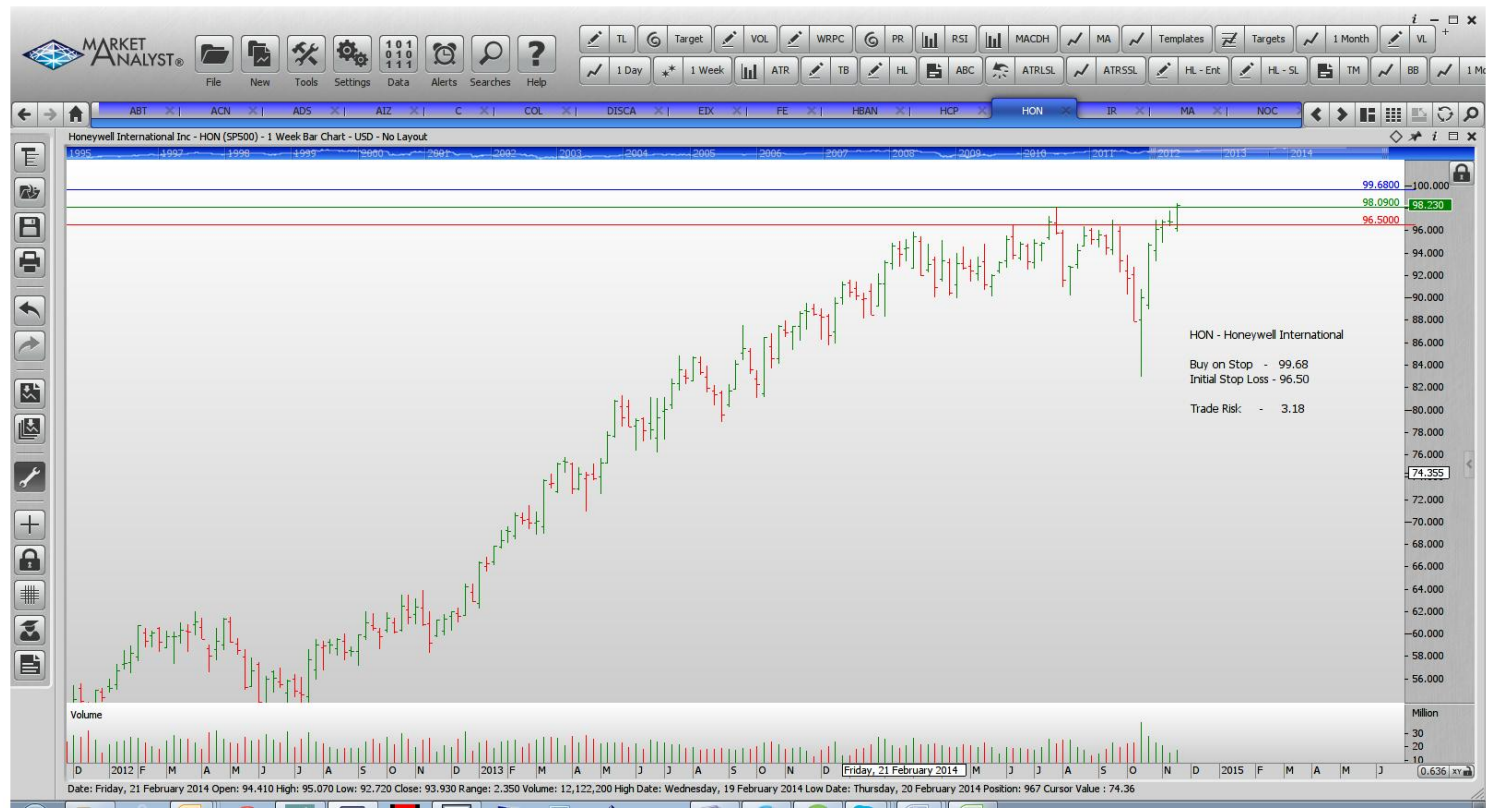 MARKET ANALYST®
File New Tools Settings Data Alerts Searches Help
TL Target VOL WRPC PR RSI MACDH MA Templates Targets 1 Month VL
1 Day 1 Week ATR TB HL ABC ATRLSL ATRSSL HL - Ent HL - SL TM BB
ABT ACN ADS AIZ C COL DISCA EIX FE HBAN HCP HON IR MA NOC
Honeywell International Inc - HON (SP500) - 1 Week Bar Chart - USD - No Layout
1995 1997 1998 1999 2000 2001 2002 2003 2004 2005 2006 2007 2008 2009 2010 2011 2012 2013 2014
99.6800
100.000
98.0900
98.230
96.5000
96.000
94.000
92.000
90.000
88.000
HON - Honeywell International
86.000
Buy on Stop - 99.68
84.000
Initial Stop Loss - 96.50
82.000
Trade Risk - 3.18
80.000
78.000
76.000
74.355
72.000
70.000
68.000
66.000
64.000
62.000
60.000
58.000
56.000
Volume
Million
30
20
10
D 2012 F M A M J J A S O N D 2013 F M A M J J A S O N D Friday, 21 February 2014 M J J A S O N D 2015 F M A M J
0.636 XY
Date: Friday, 21 February 2014 Open: 94.410 High: 95.070 Low: 92.720 Close: 93.930 Range: 2.350 Volume: 12,122,200 High Date: Wednesday, 19 February 2014 Low Date: Thursday, 20 February 2014 Position: 967 Cursor Value : 74.36